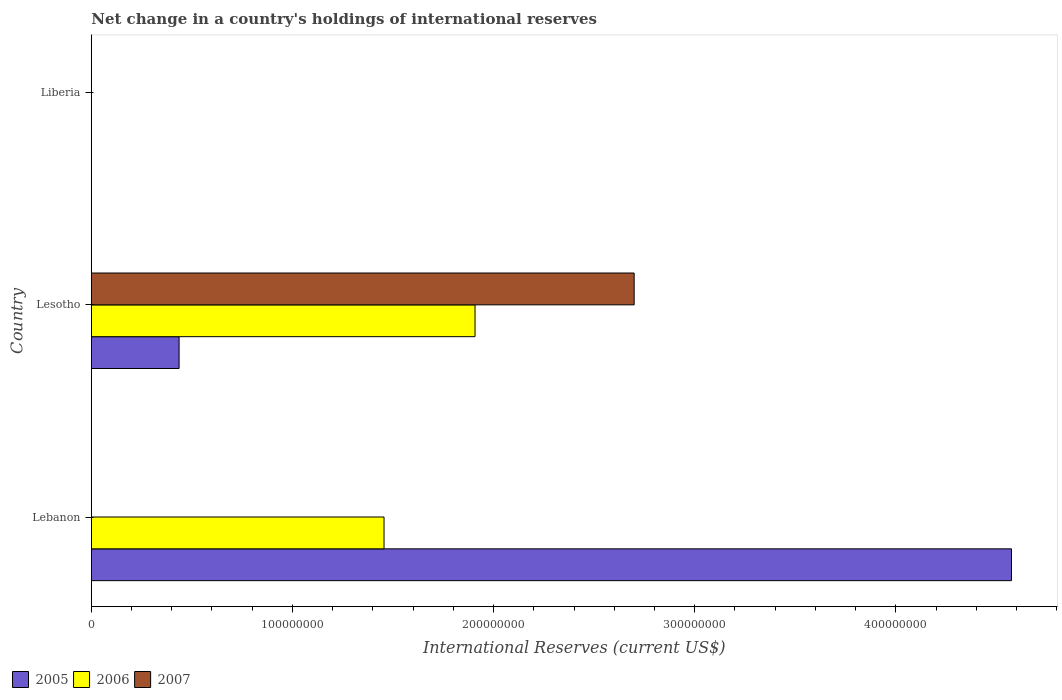 Net change in a country's holdings of international reserves
Liberia
Lesotho
Lebanon
Country
0
100000000
200000000
300000000
400000000
International Reserves (current US$)
2005
2006
2007